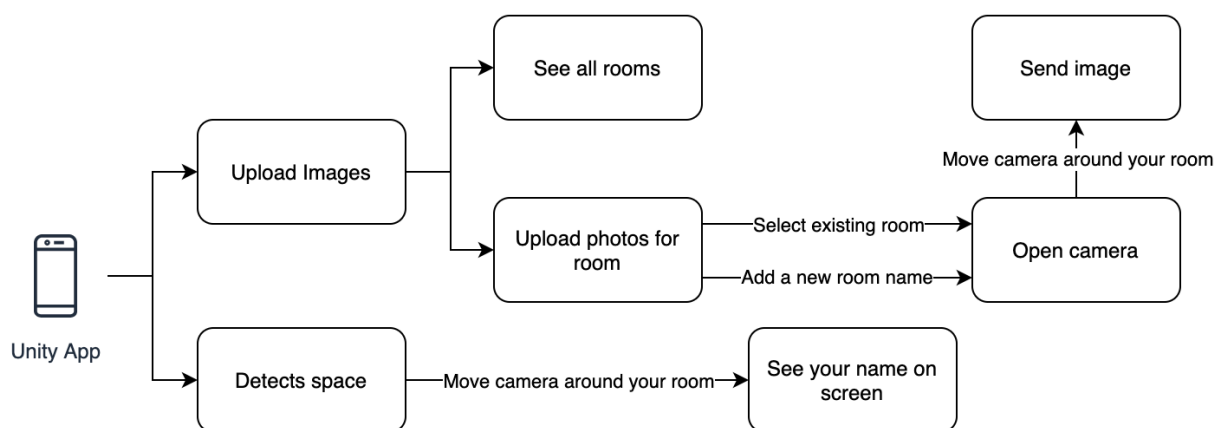 See all rooms
Send image
Upload Images
Move camera around your room
Upload photos for
room
Select existing room
Add a new room name
Open camera
Unity App
Detects space
Move camera around your room
See your name on
screen